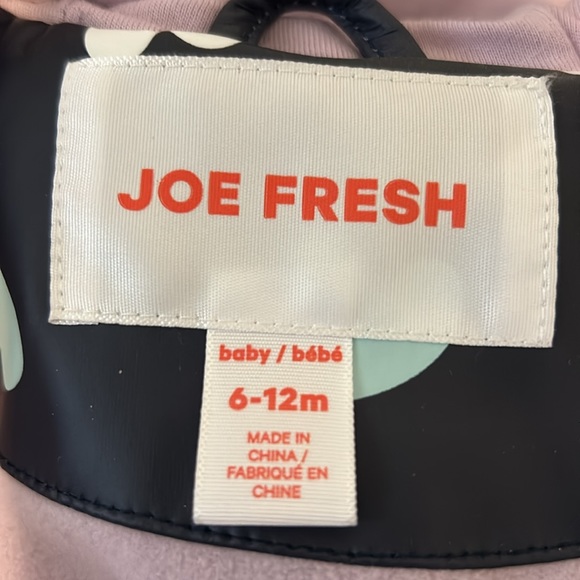 JOE FRESH
baby / bébé
6-12m
MADE IN
CHINA /
FABRIQUÉ EN
CHINE